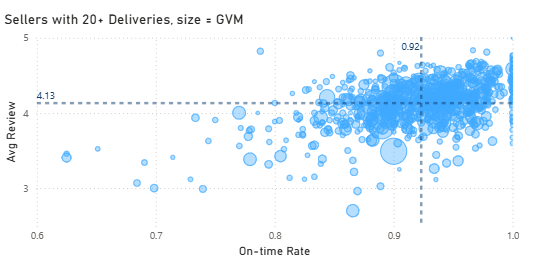 Sellers with 20+ Deliveries, size = GVM
5
0.92
4.13
4
3
Avg Review
0.6 0.7 0.8 0.9 1.0
On-time Rate